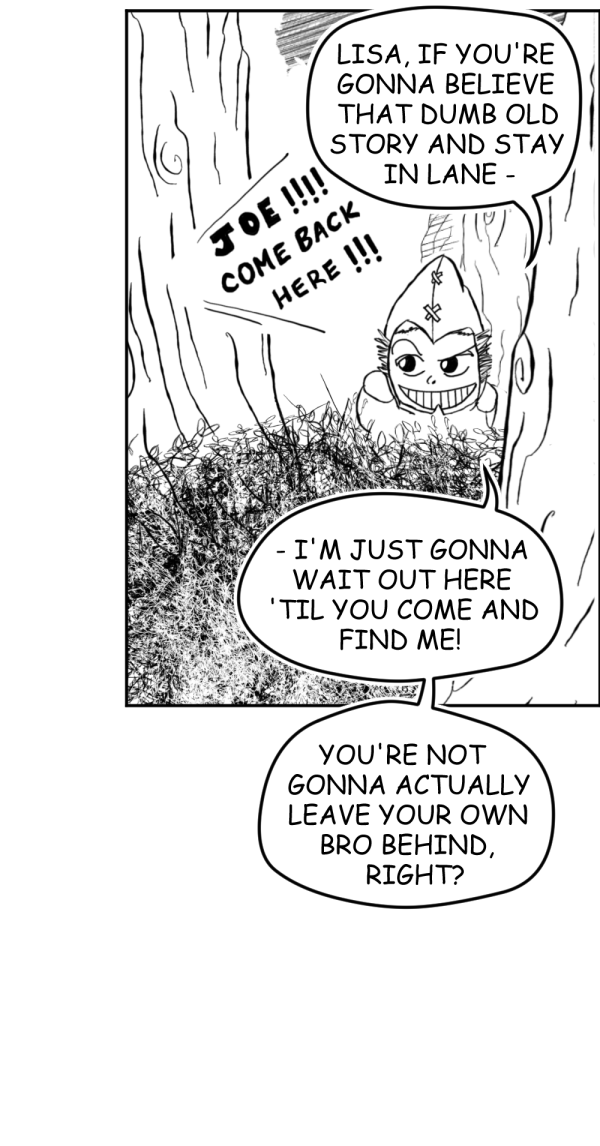 LISA, IF YOU'RE
GONNA BELIEVE
THAT DUMB OLD
STORY AND STAY
IN LANE -
JOE !!!!
COME BACK
HERE !!!
- I'M JUST GONNA
WAIT OUT HERE
'TIL YOU COME AND
FIND ME!
YOU'RE NOT
GONNA ACTUALLY
LEAVE YOUR OWN
BRO BEHIND,
RIGHT?